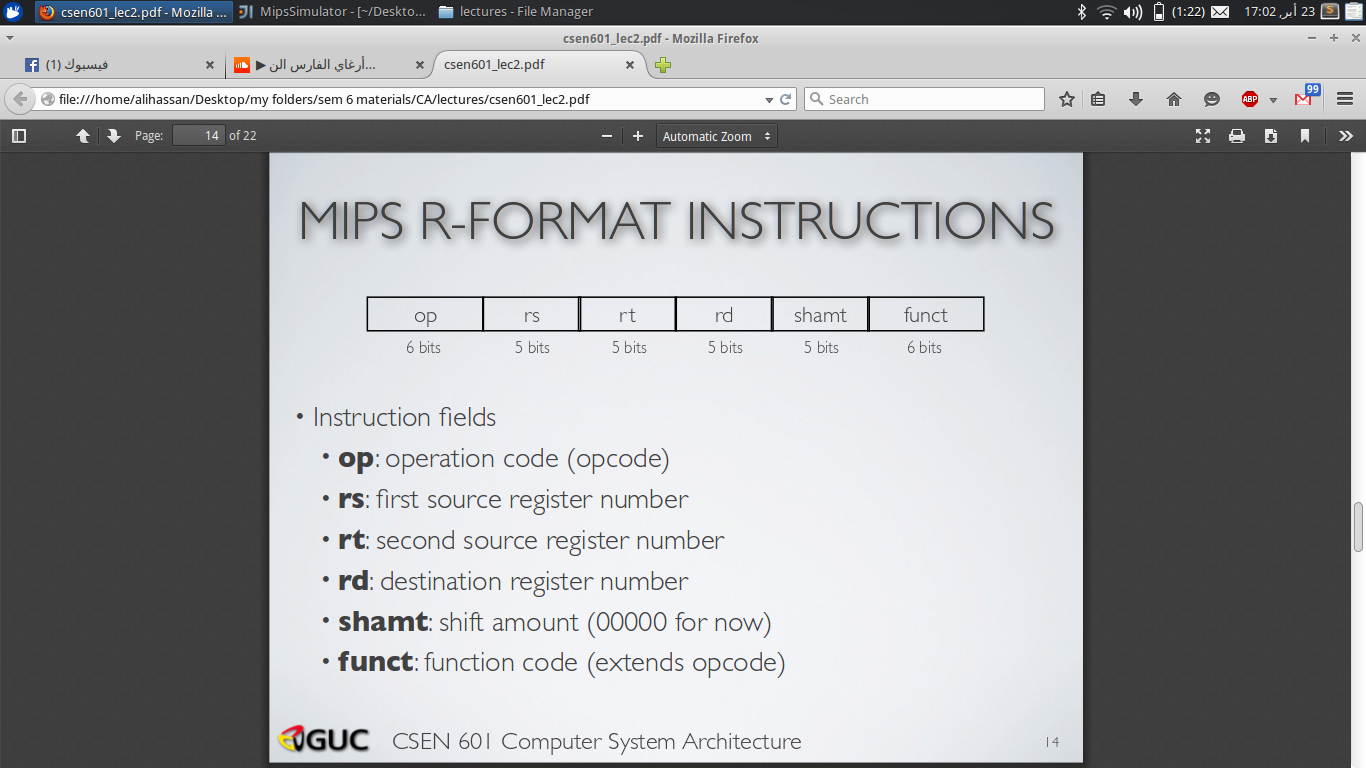 csen601_lec2.pdf - Mozilla ...
MipsSimulator - [~/Deskto...
lectures - File Manager
(1:22)
17:02 23 أبر,
csen601_lec2.pdf - Mozilla Firefox
(1) فيسبوك
▶ أرغاي الفارس الن...
csen601_lec2.pdf
file:///home/alihassan/Desktop/my folders/sem 6 materials/CA/lectures/csen601_lec2.pdf
Search
ABP
99
Page: 14 of 22
Automatic Zoom
MIPS R-FORMAT INSTRUCTIONS
op rs rt rd shamt funct
6 bits 5 bits 5 bits 5 bits 5 bits 6 bits
• Instruction fields
• op: operation code (opcode)
• rs: first source register number
• rt: second source register number
• rd: destination register number
• shamt: shift amount (00000 for now)
• funct: function code (extends opcode)
GUC CSEN 601 Computer System Architecture 14